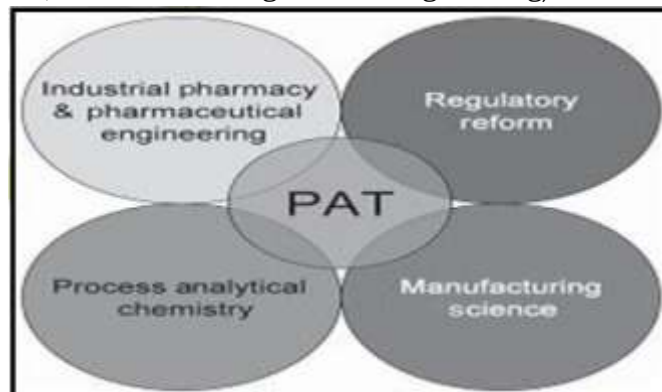 Industrial pharmacy
& pharmaceutical
engineering
Regulatory
reform
PAT
Process analytical
chemistry
Manufacturing
science